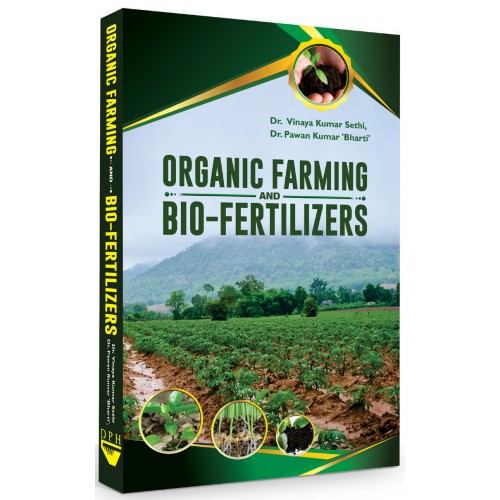 Dr. Vinaya Kumar Sethi,
Dr. Pawan Kumar 'Bharti'
ORGANIC FARMING
AND
BIO-FERTILIZERS
ORGANIC FARMING AND BIO-FERTILIZERS
Dr. Vinaya Kumar Sethi
Dr. Pawan Kumar 'Bharti',
DPH